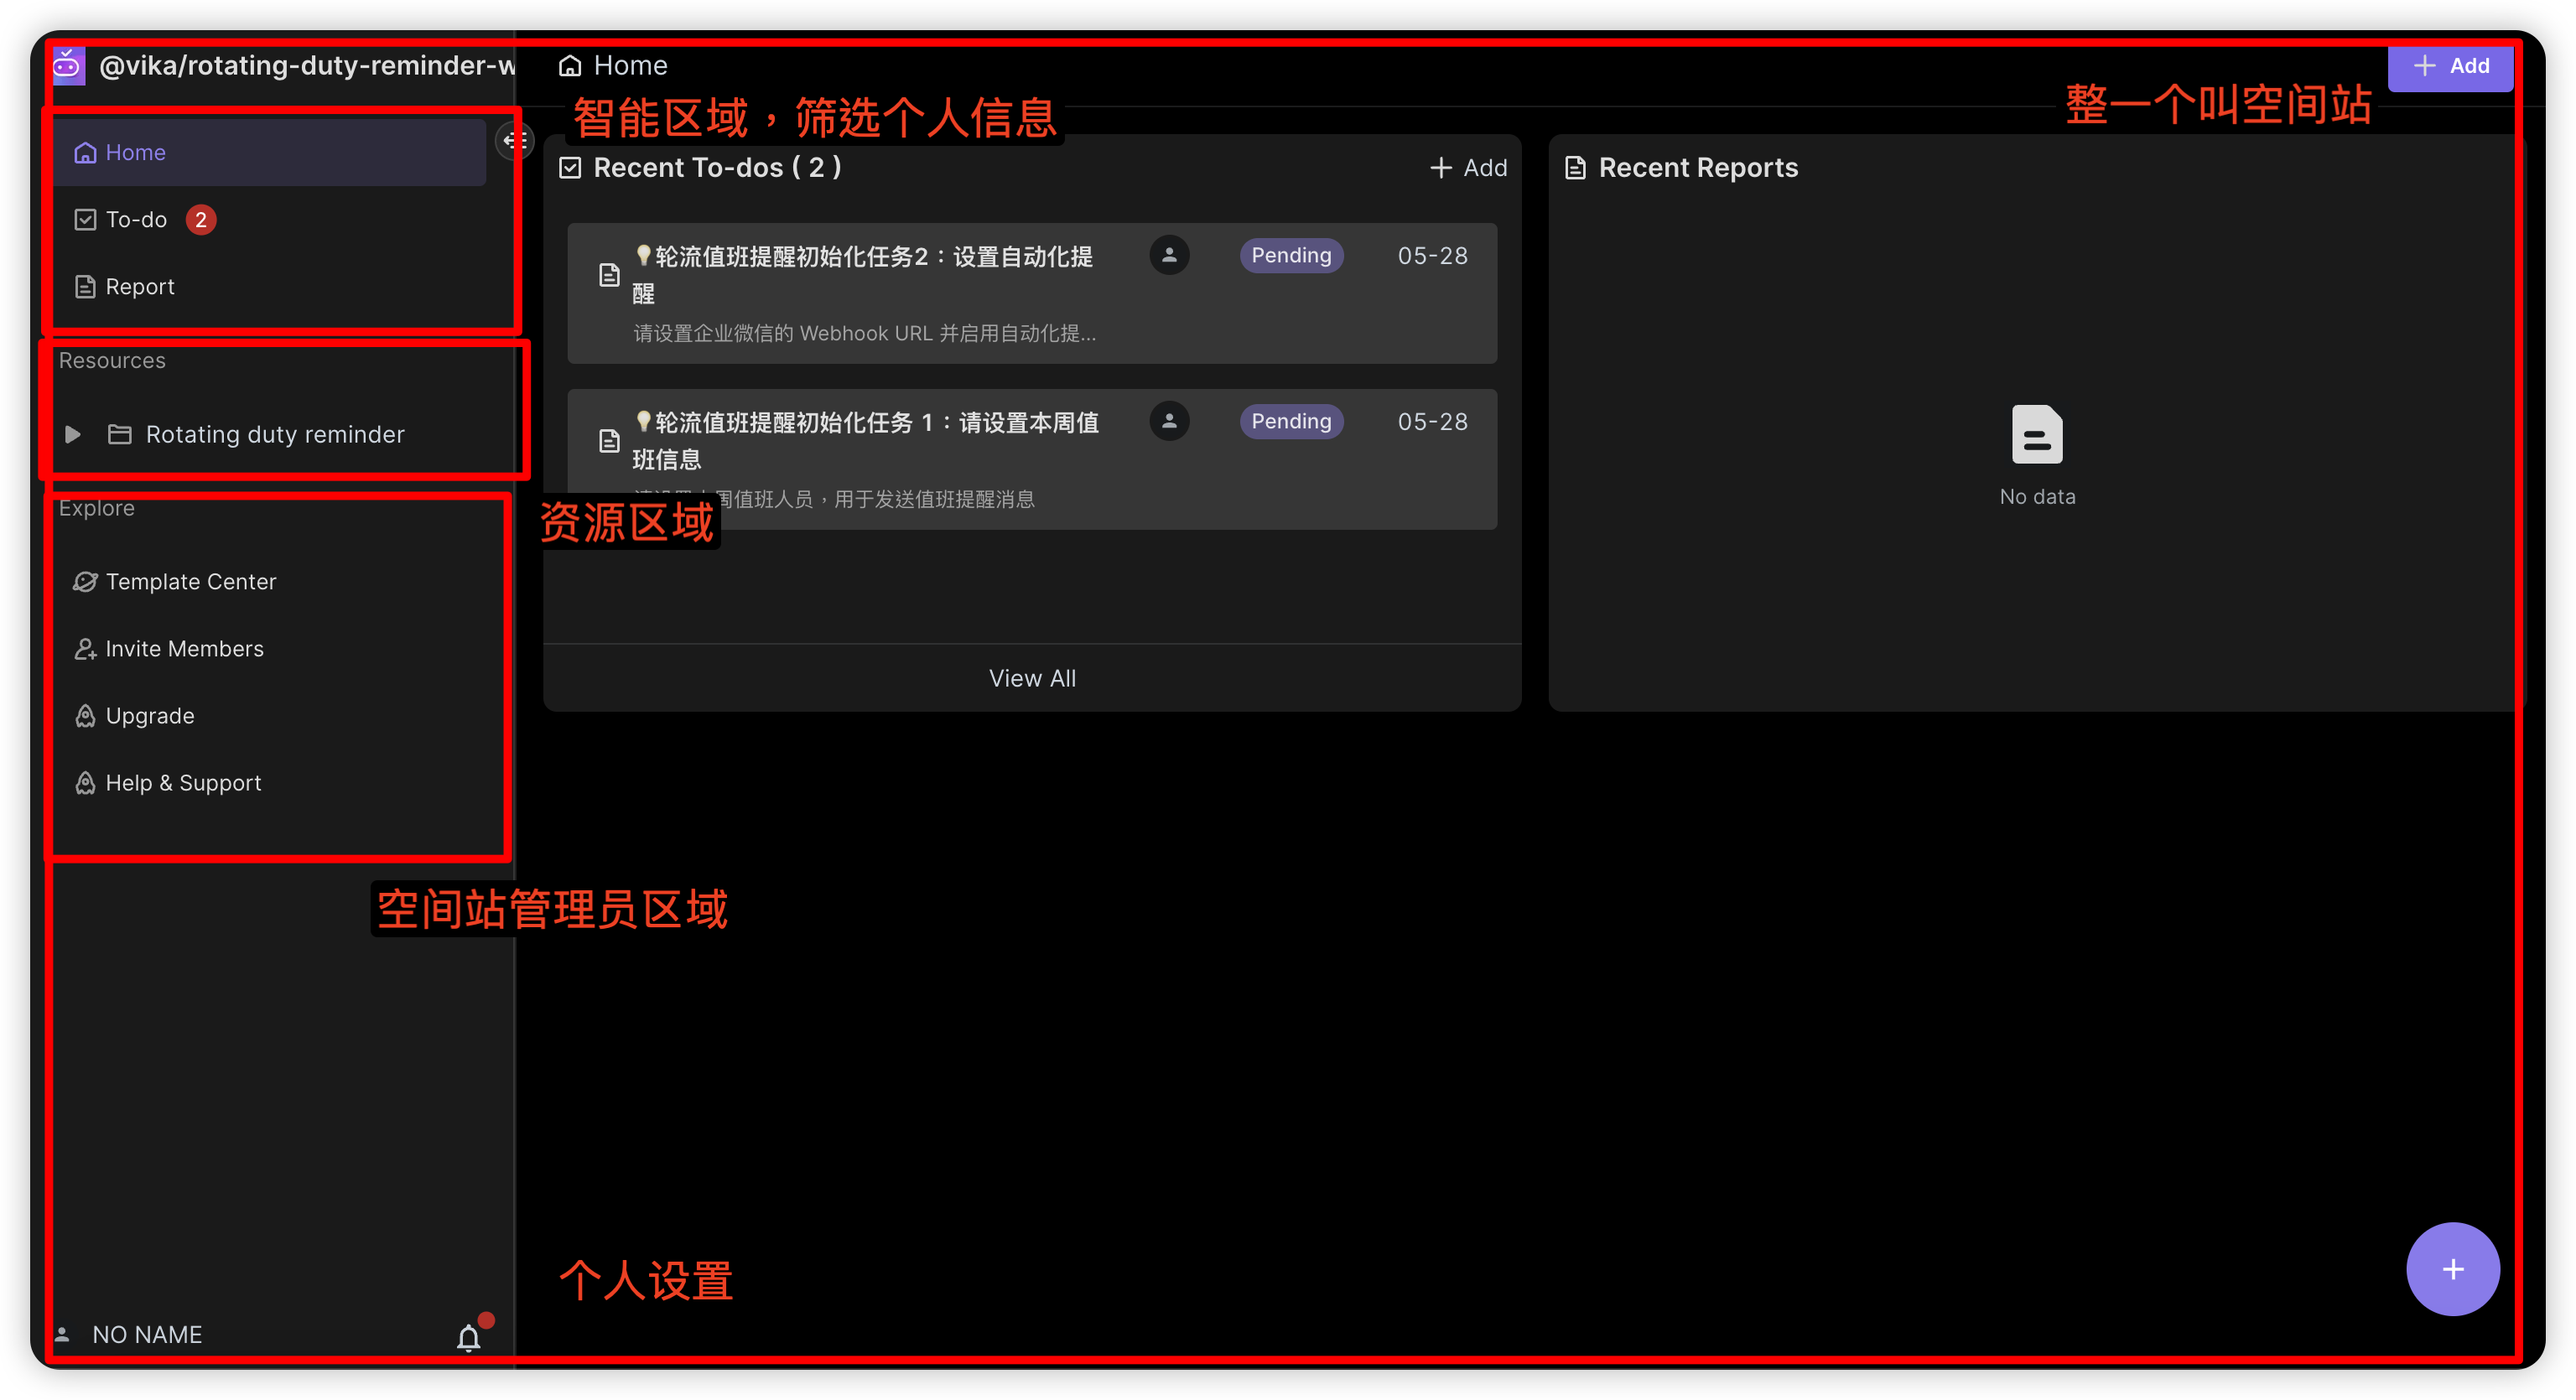 @vika/rotating-duty-reminder-w
Home
Add
智能区域，筛选个人信息
整一个叫空间站
Home
To-do 2
Report
Resources
Rotating duty reminder
Explore
Template Center
Invite Members
Upgrade
Help & Support
空间站管理员区域
NO NAME
Recent To-dos ( 2 )
Add
💡轮流值班提醒初始化任务2：设置自动化提
醒
Pending
05-28
请设置企业微信的 Webhook URL 并启用自动化提...
💡轮流值班提醒初始化任务 1：请设置本周值
班信息
Pending
05-28
周值班人员，用于发送值班提醒消息
资源区域
View All
Recent Reports
No data
个人设置